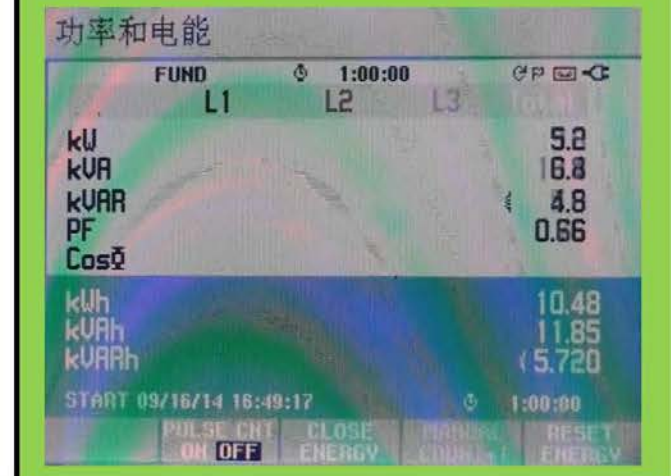 功率和电能
FUND 1:00:00
L1 L2 L3 Total
kW 5.2
kVA
kVAR 4.8
PF 0.66
CosΦ
kWh 10.48
kVAh 11.85
kVARh 5.720
START 09/16/14 16:49:17 1:00:00
PULSE CNT CLOSE MANUAL RESET
ON OFF ENERGY ENERGY